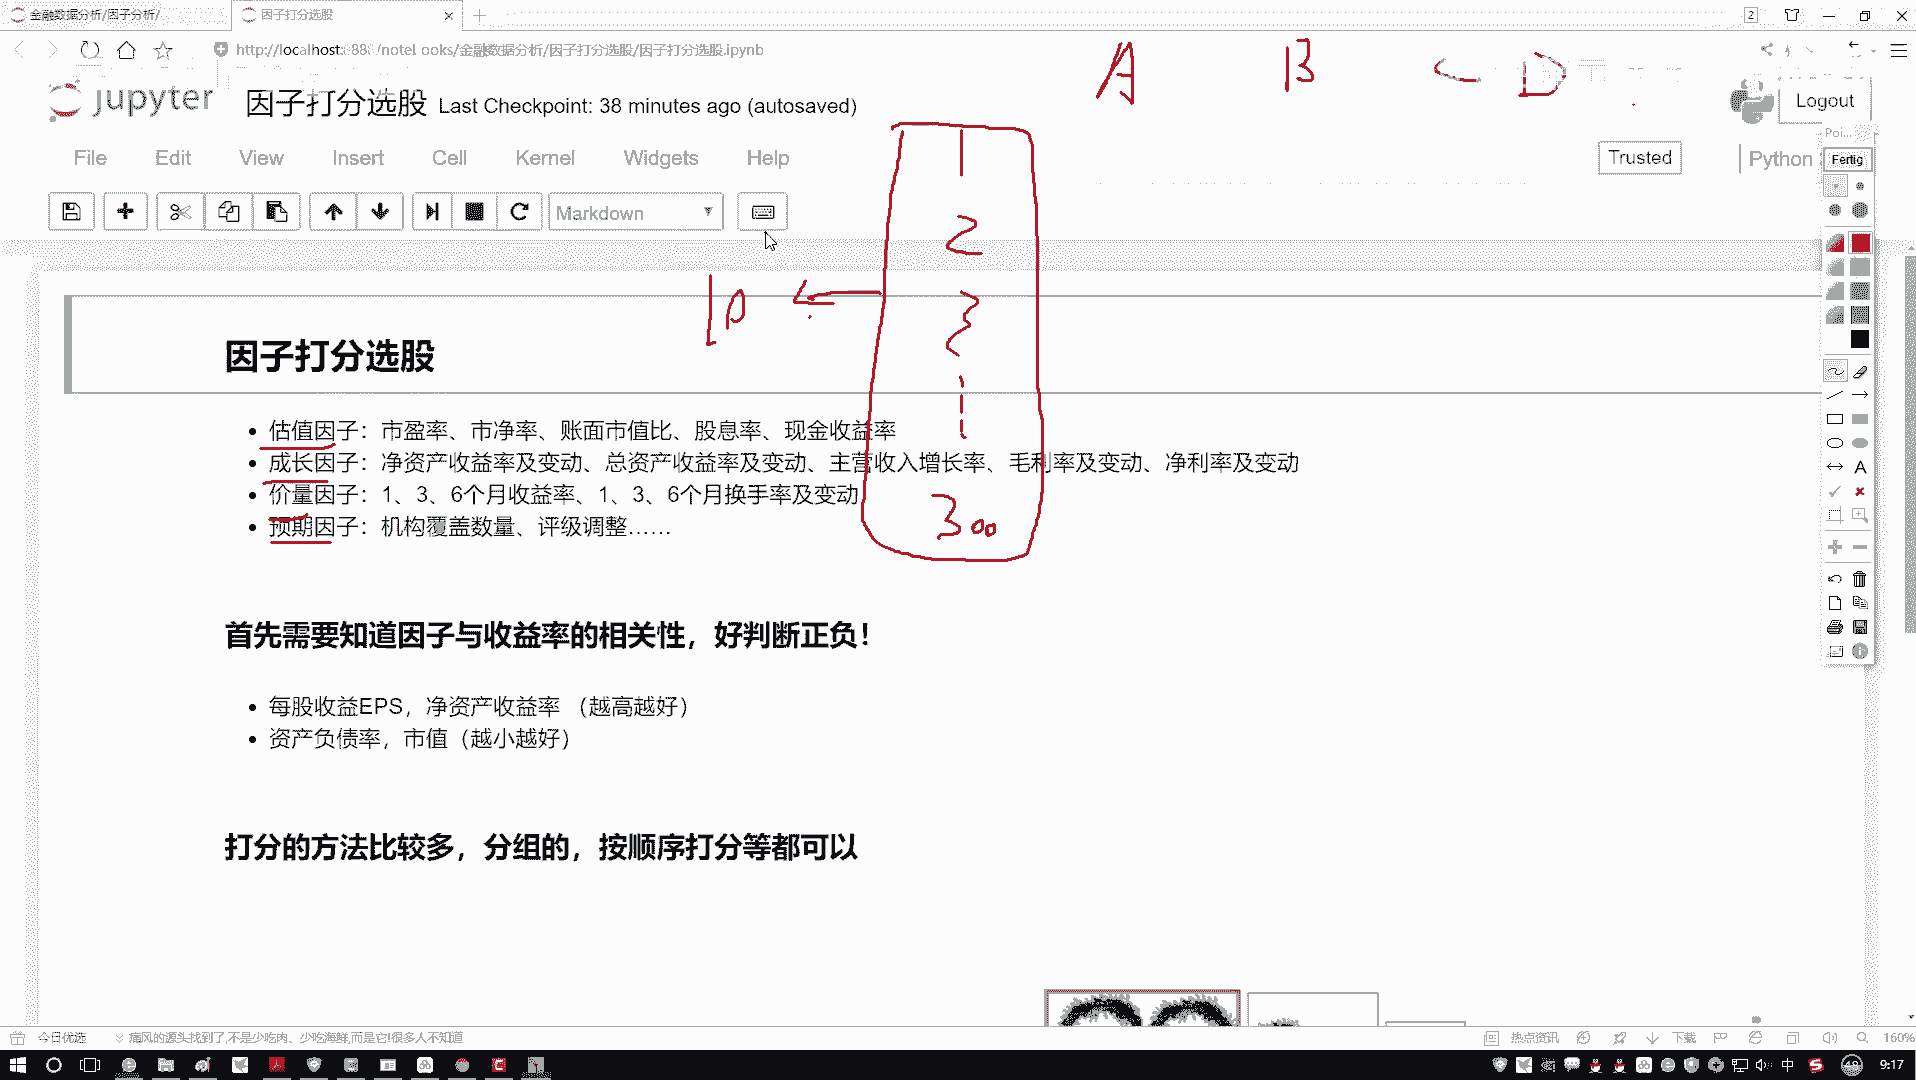 金融数据分析/因子分析/
因子打分选股
2
http://localhost:888/notebooks/金融数据分析/因子打分选股/因子打分选股.ipynb
A B C D
jupyter 因子打分选股 Last Checkpoint: 38 minutes ago (autosaved)
Logout
Poi...
File Edit View Insert Cell Kernel Widgets Help
Trusted
Python
Fertig
Markdown
1
2
3
300
10
因子打分选股
估值因子：市盈率、市净率、账面市值比、股息率、现金收益率
成长因子：净资产收益率及变动、总资产收益率及变动、主营收入增长率、毛利率及变动、净利率及变动
价量因子：1、3、6个月收益率、1、3、6个月换手率及变动
预期因子：机构覆盖数量、评级调整……
首先需要知道因子与收益率的相关性，好判断正负！
每股收益EPS，净资产收益率 （越高越好）
资产负债率，市值（越小越好）
打分的方法比较多，分组的，按顺序打分等都可以
今日优选
痛风的源头找到了,不是少吃肉、少吃海鲜,而是它!很多人不知道
热点资讯
下载
160%
中
49
9:17